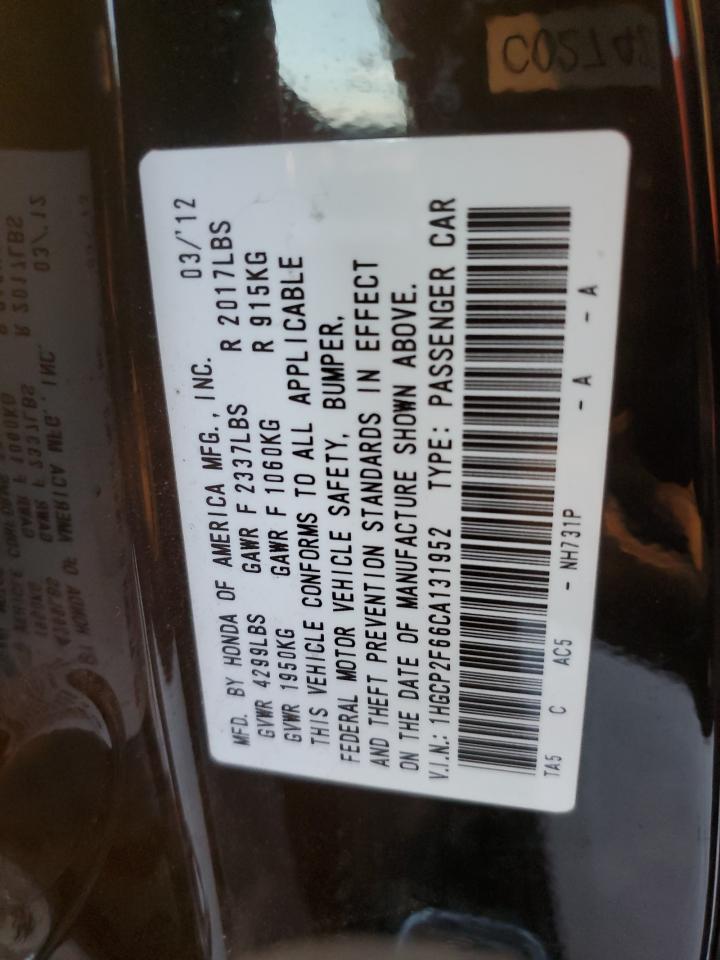 MFD. BY HONDA OF AMERICA MFG., INC. 03/'12
GVWR 4299LBS GAWR F 2337LBS R 2017LBS
GVWR 1950KG GAWR F 1060KG R 915KG
THIS VEHICLE CONFORMS TO ALL APPLICABLE
FEDERAL MOTOR VEHICLE SAFETY, BUMPER,
AND THEFT PREVENTION STANDARDS IN EFFECT
ON THE DATE OF MANUFACTURE SHOWN ABOVE.
V.I.N.: 1HGCP2F66CA131952 TYPE: PASSENGER CAR
TA5 C AC5 - NH731P - A - A